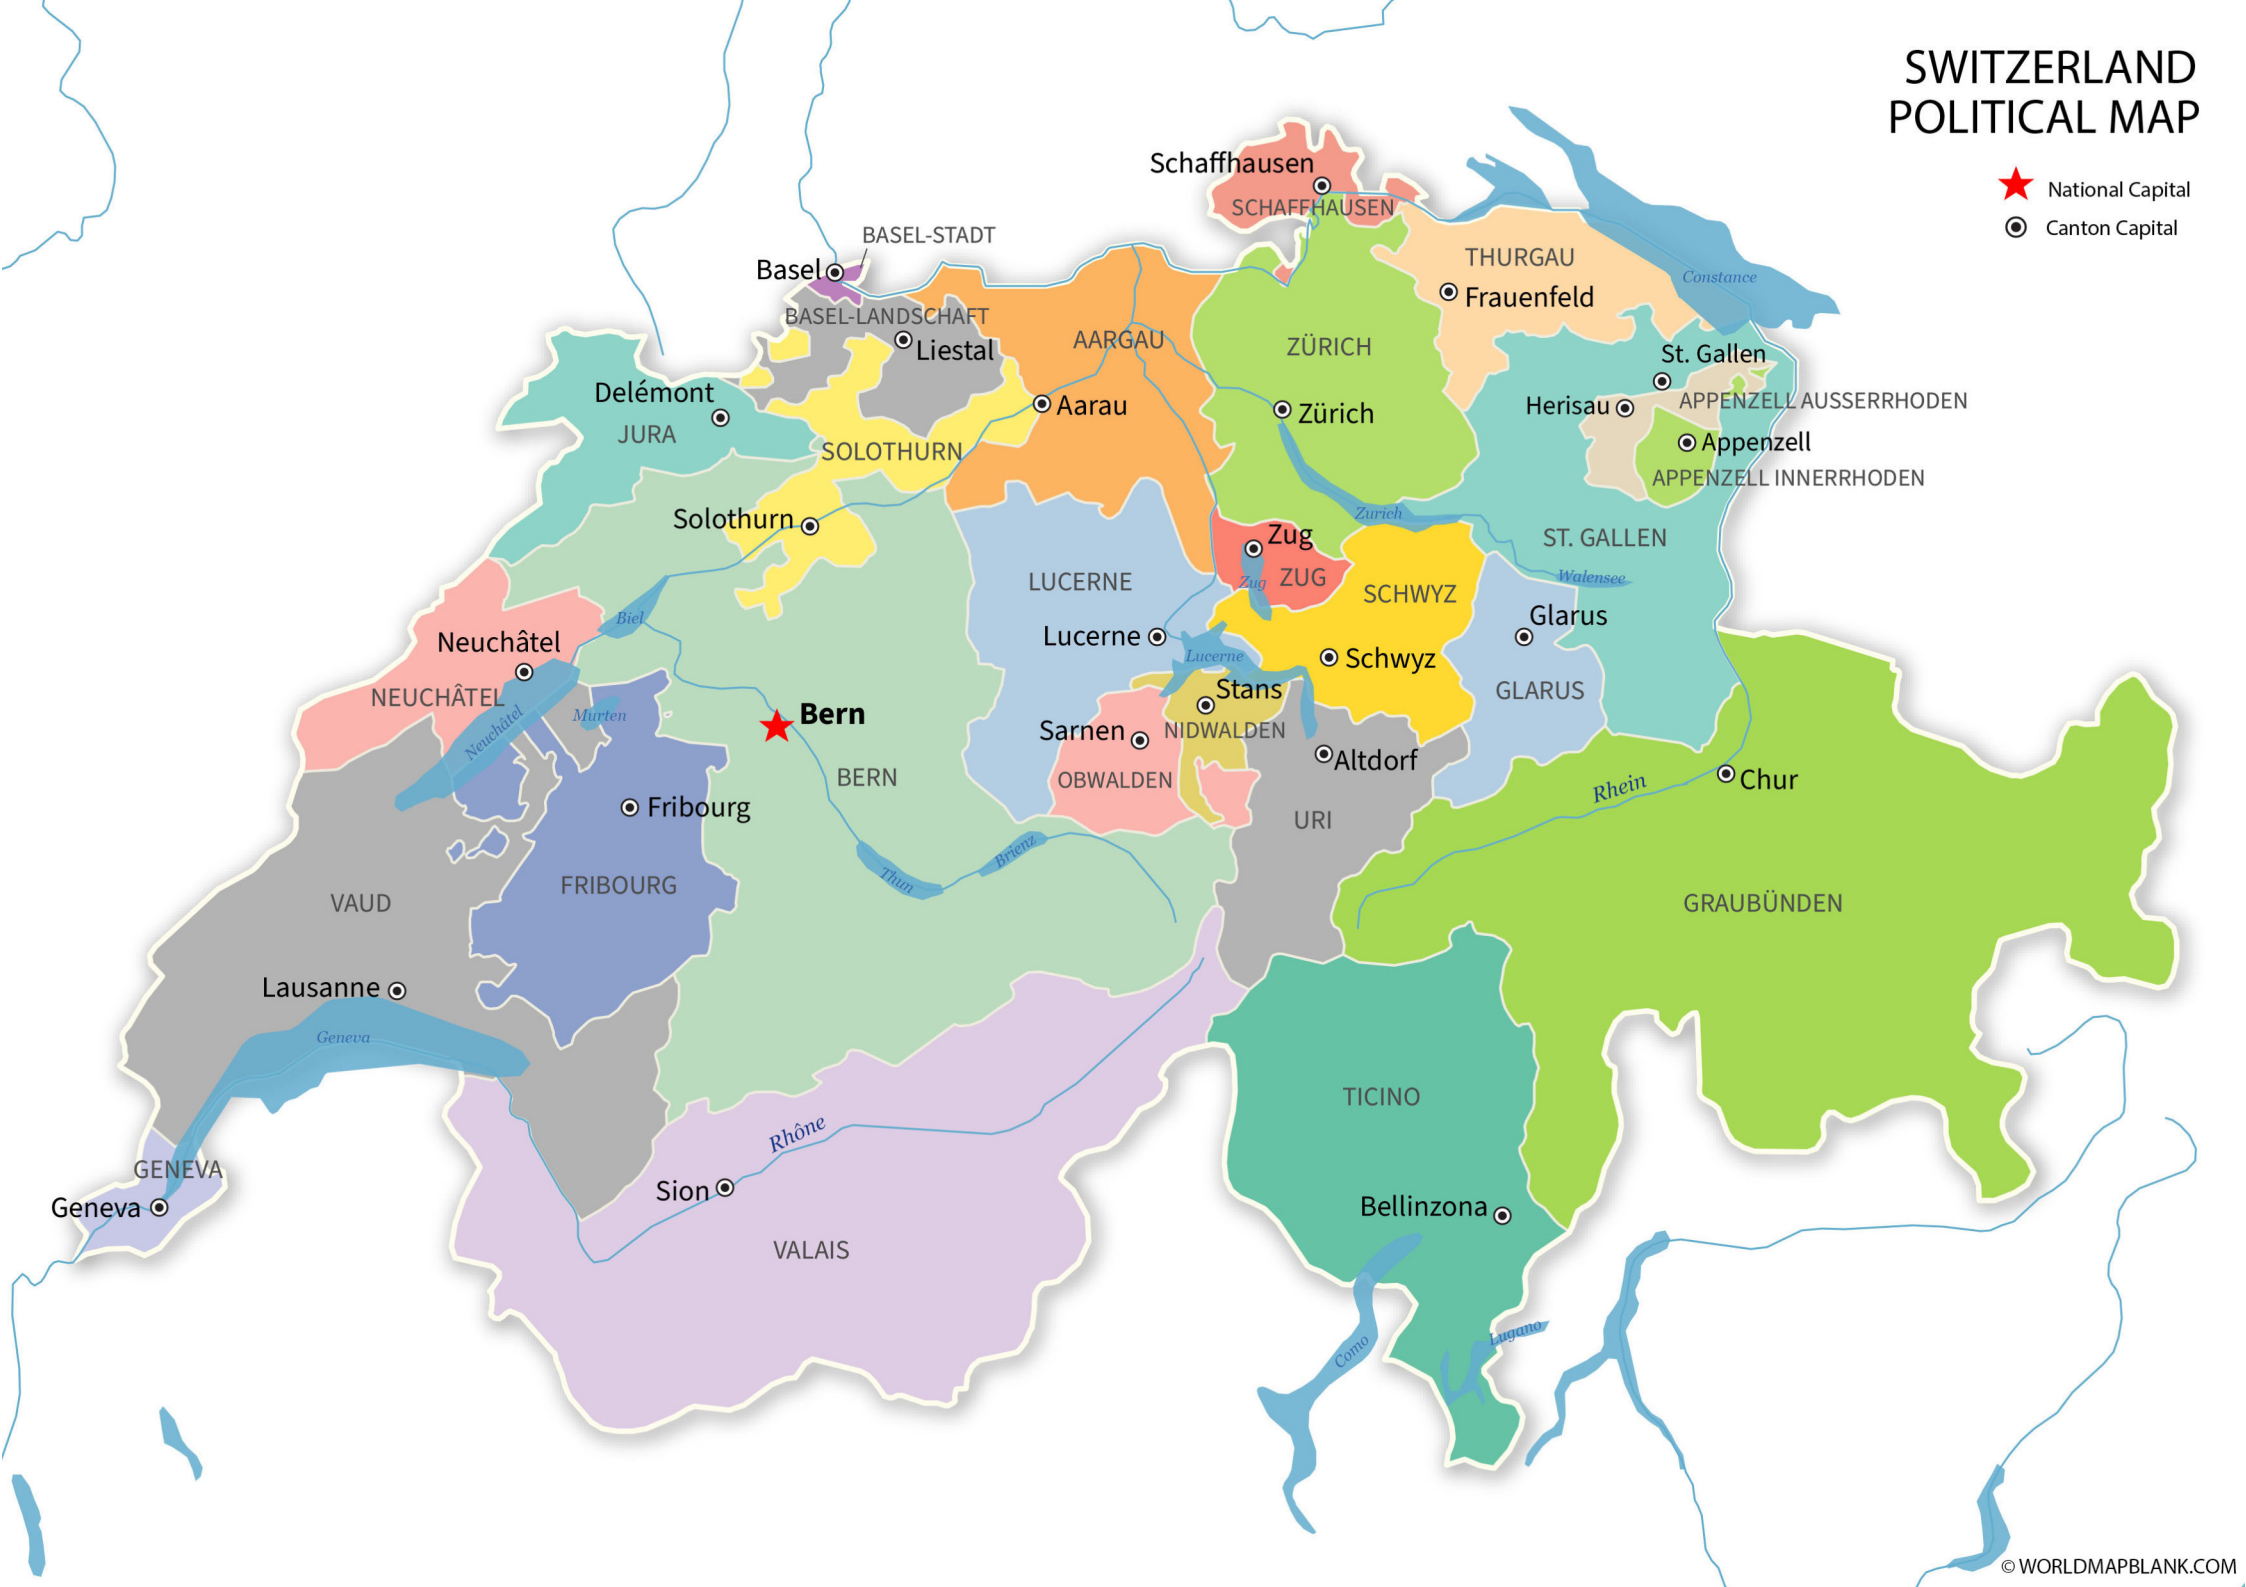 SWITZERLAND
POLITICAL MAP
National Capital
Canton Capital
Schaffhausen
SCHAFFHAUSEN
BASEL-STADT
Basel
THURGAU
Constance
Frauenfeld
BASEL-LANDSCHAFT
Liestal
AARGAU
ZÜRICH
St. Gallen
Delémont
JURA
Aarau
Zürich
Herisau
APPENZELL AUSSERRHODEN
SOLOTHURN
Appenzell
APPENZELL INNERRHODEN
Solothurn
Zurich
Zug
ST. GALLEN
LUCERNE
Zug
ZUG
SCHWYZ
Walensee
Biel
Glarus
Neuchâtel
Lucerne
Lucerne
Schwyz
NEUCHÂTEL
Stans
GLARUS
Neuchâtel
Murten
Bern
Sarnen
NIDWALDEN
Altdorf
BERN
OBWALDEN
Rhein
Chur
Fribourg
URI
Brienz
Thun
FRIBOURG
VAUD
GRAUBÜNDEN
Lausanne
Geneva
TICINO
Rhône
GENEVA
Geneva
Sion
Bellinzona
VALAIS
Como
Lugano
© WORLDMAPBLANK.COM